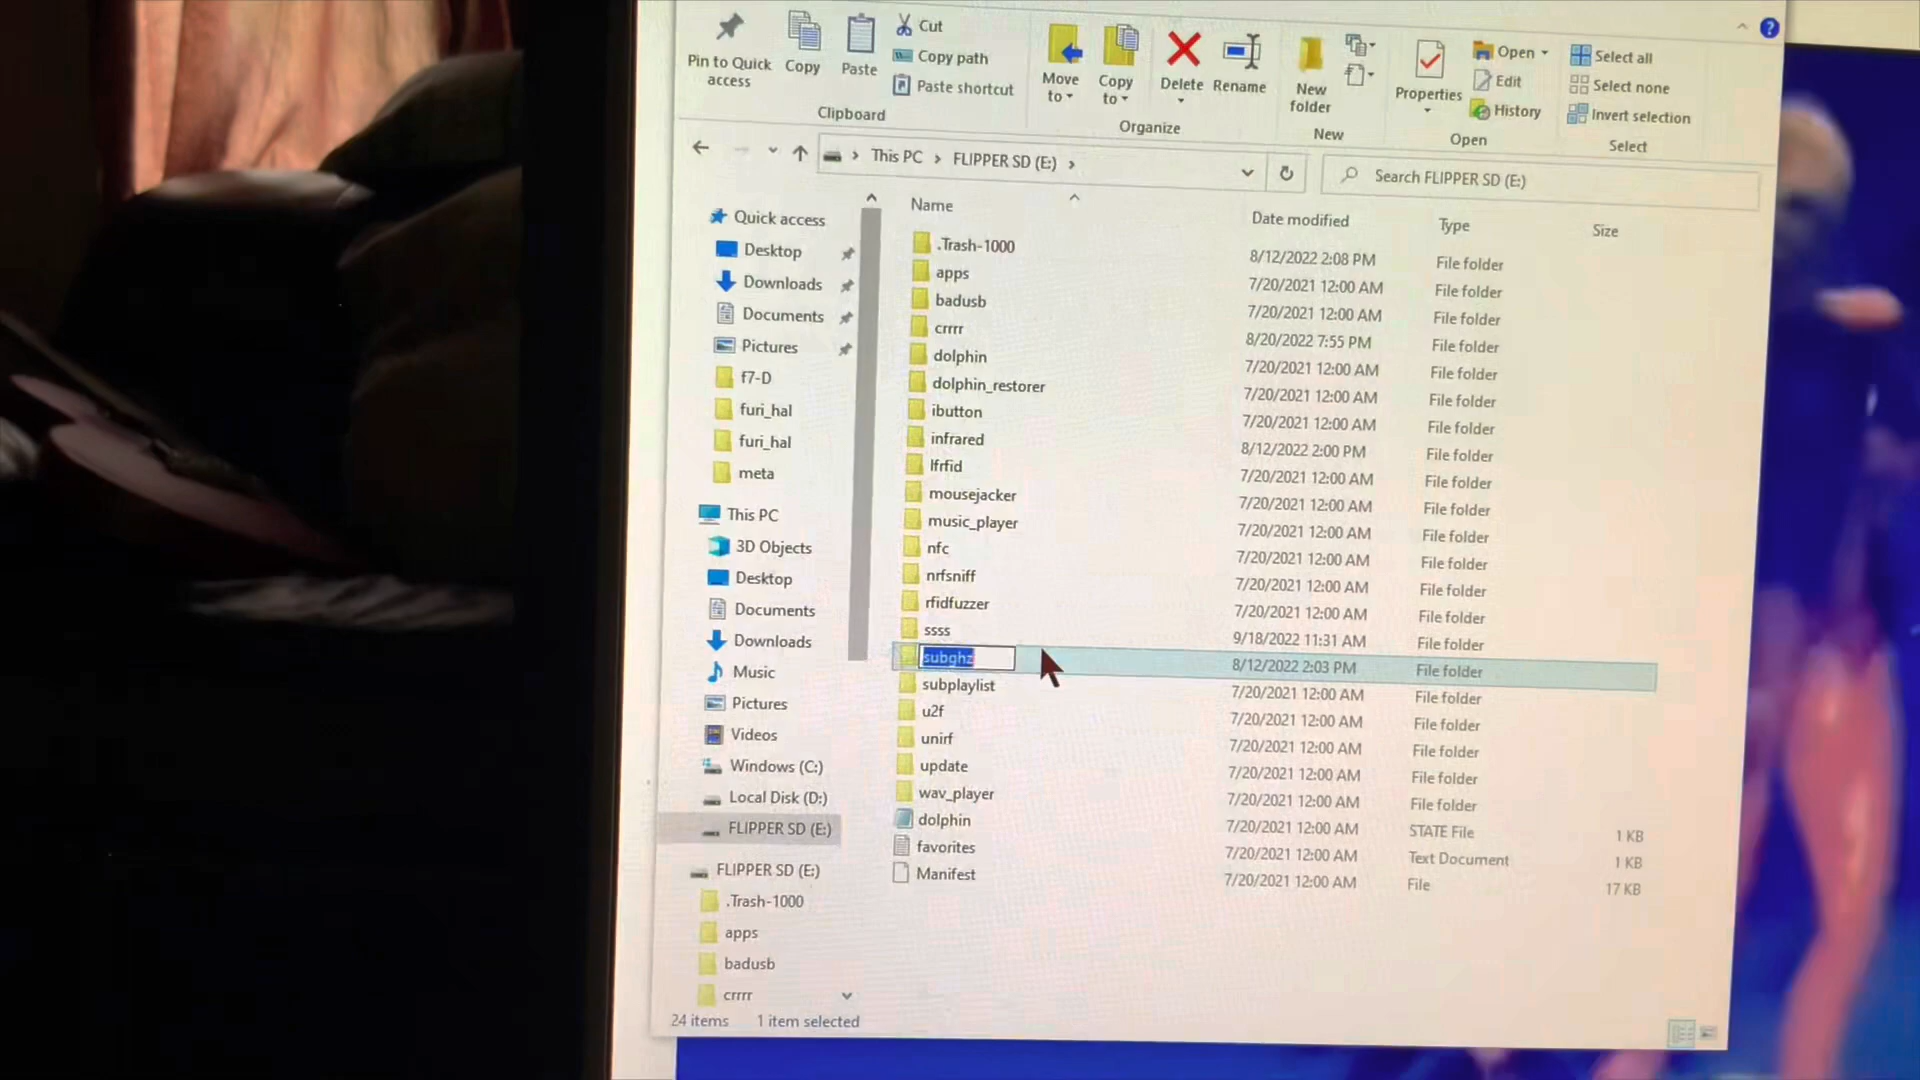 Pin to Quick access
Copy
Paste
Cut
Copy path
Paste shortcut
Clipboard
Move to
Copy to
Delete
Rename
Organize
New folder
New
Properties
Open
Edit
History
Open
Select all
Select none
Invert selection
Select
This PC > FLIPPER SD (E:) >
Search FLIPPER SD (E:)
Quick access
Desktop
Downloads
Documents
Pictures
f7-D
furi_hal
furi_hal
meta
This PC
3D Objects
Desktop
Documents
Downloads
Music
Pictures
Videos
Windows (C:)
Local Disk (D:)
FLIPPER SD (E:)
FLIPPER SD (E:)
.Trash-1000
apps
badusb
crrrr
Name Date modified Type Size
.Trash-1000 8/12/2022 2:08 PM File folder
apps 7/20/2021 12:00 AM File folder
badusb 7/20/2021 12:00 AM File folder
crrrr 8/20/2022 7:55 PM File folder
dolphin 7/20/2021 12:00 AM File folder
dolphin_restorer 7/20/2021 12:00 AM File folder
ibutton 7/20/2021 12:00 AM File folder
infrared 8/12/2022 2:00 PM File folder
lfrfid 7/20/2021 12:00 AM File folder
mousejacker 7/20/2021 12:00 AM File folder
music_player 7/20/2021 12:00 AM File folder
nfc 7/20/2021 12:00 AM File folder
nrfsniff 7/20/2021 12:00 AM File folder
rfidfuzzer 7/20/2021 12:00 AM File folder
ssss 9/18/2022 11:31 AM File folder
subghz 8/12/2022 2:03 PM File folder
subplaylist 7/20/2021 12:00 AM File folder
u2f 7/20/2021 12:00 AM File folder
unirf 7/20/2021 12:00 AM File folder
update 7/20/2021 12:00 AM File folder
wav_player 7/20/2021 12:00 AM File folder
dolphin 7/20/2021 12:00 AM STATE File 1 KB
favorites 7/20/2021 12:00 AM Text Document 1 KB
Manifest 7/20/2021 12:00 AM File 17 KB
24 items 1 item selected